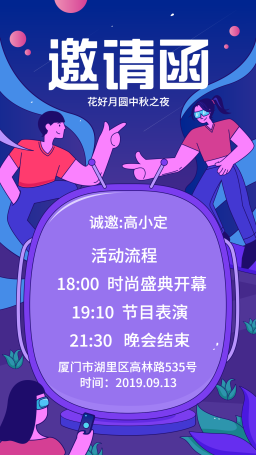 邀请函
花好月圆中秋之夜
诚邀:高小定
活动流程
18:00 时尚盛典开幕
19:10 节目表演
21:30 晚会结束
厦门市湖里区高林路535号
时间：2019.09.13